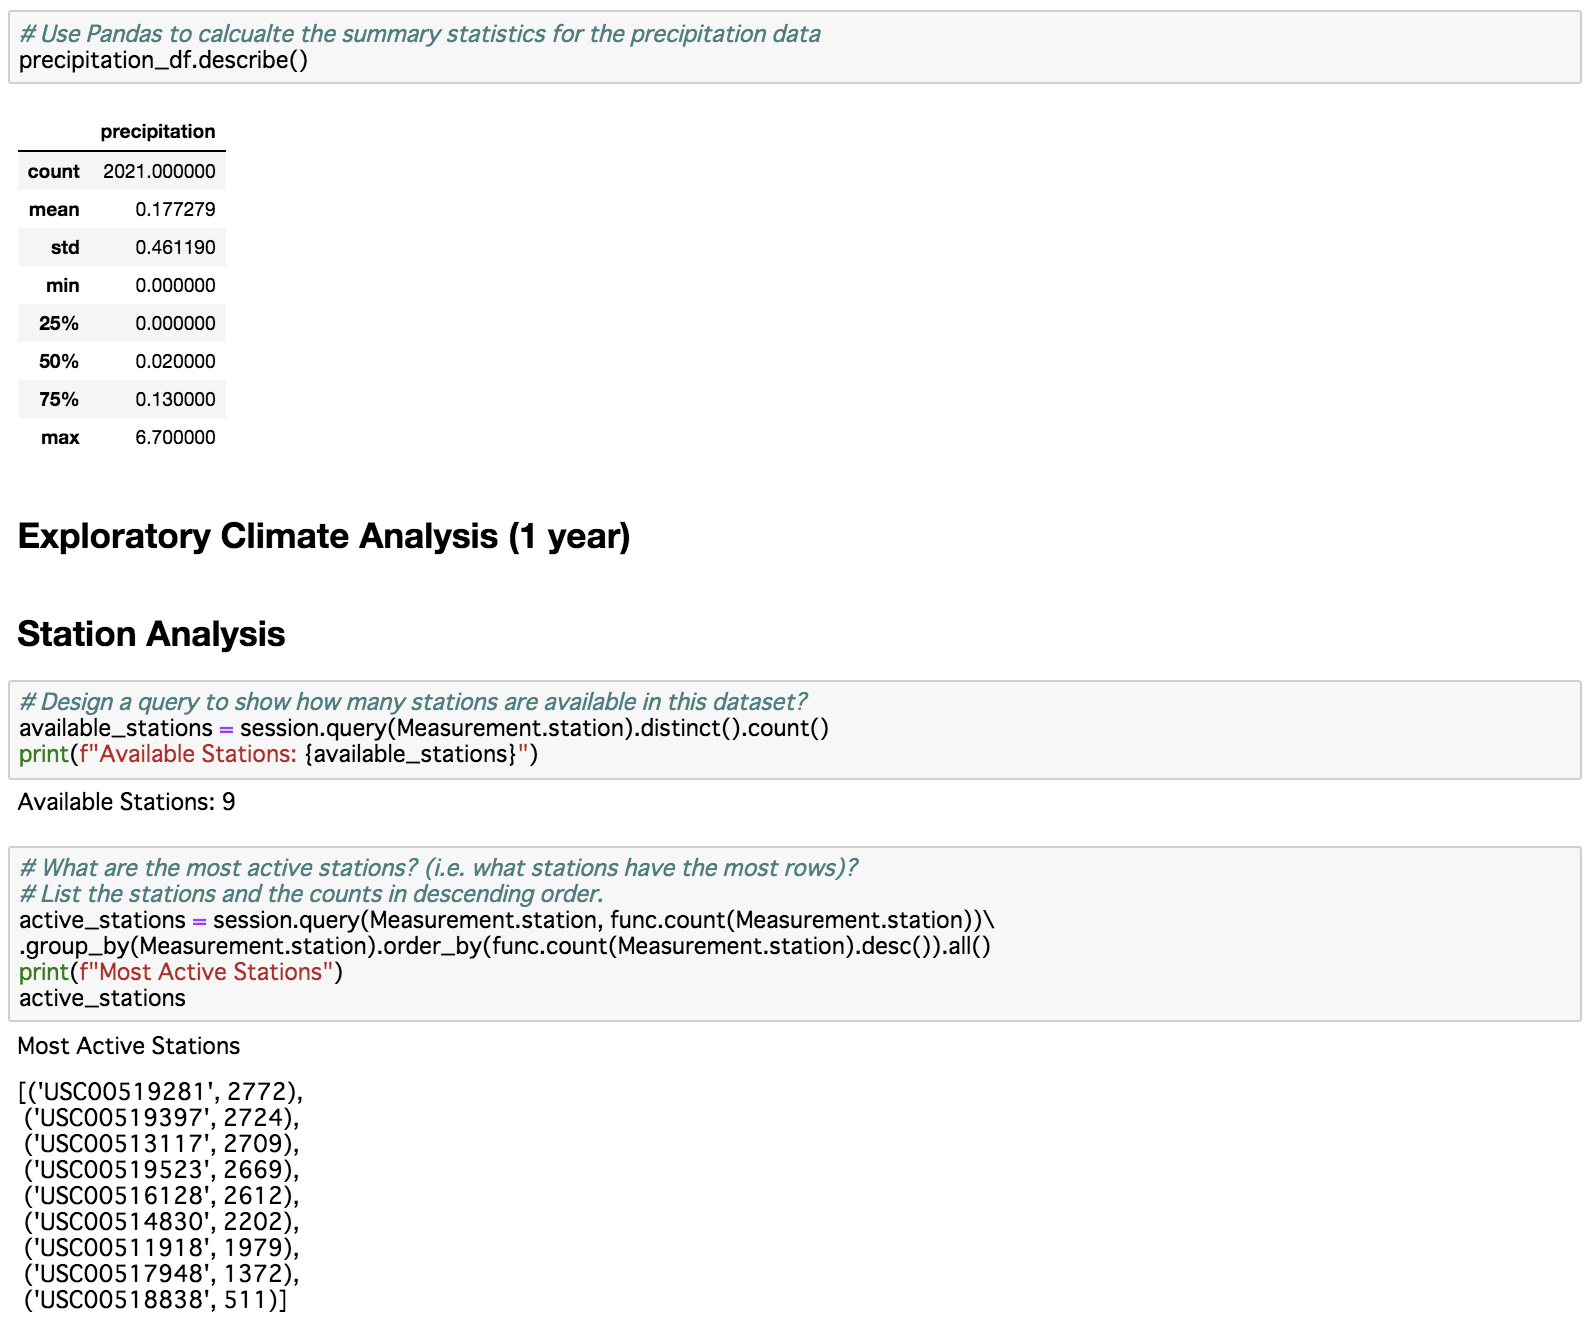 # Use Pandas to calcualte the summary statistics for the precipitation data
precipitation_df.describe()
precipitation
count 2021.000000
mean 0.177279
std 0.461190
min 0.000000
25% 0.000000
50% 0.020000
75% 0.130000
max 6.700000
Exploratory Climate Analysis (1 year)
Station Analysis
# Design a query to show how many stations are available in this dataset?
available_stations = session.query(Measurement.station).distinct().count()
print(f"Available Stations: {available_stations}")
Available Stations: 9
# What are the most active stations? (i.e. what stations have the most rows)?
# List the stations and the counts in descending order.
active_stations = session.query(Measurement.station, func.count(Measurement.station))\
.group_by(Measurement.station).order_by(func.count(Measurement.station).desc()).all()
print(f"Most Active Stations")
active_stations
Most Active Stations
[('USC00519281', 2772),
('USC00519397', 2724),
('USC00513117', 2709),
('USC00519523', 2669),
('USC00516128', 2612),
('USC00514830', 2202),
('USC00511918', 1979),
('USC00517948', 1372),
('USC00518838', 511)]